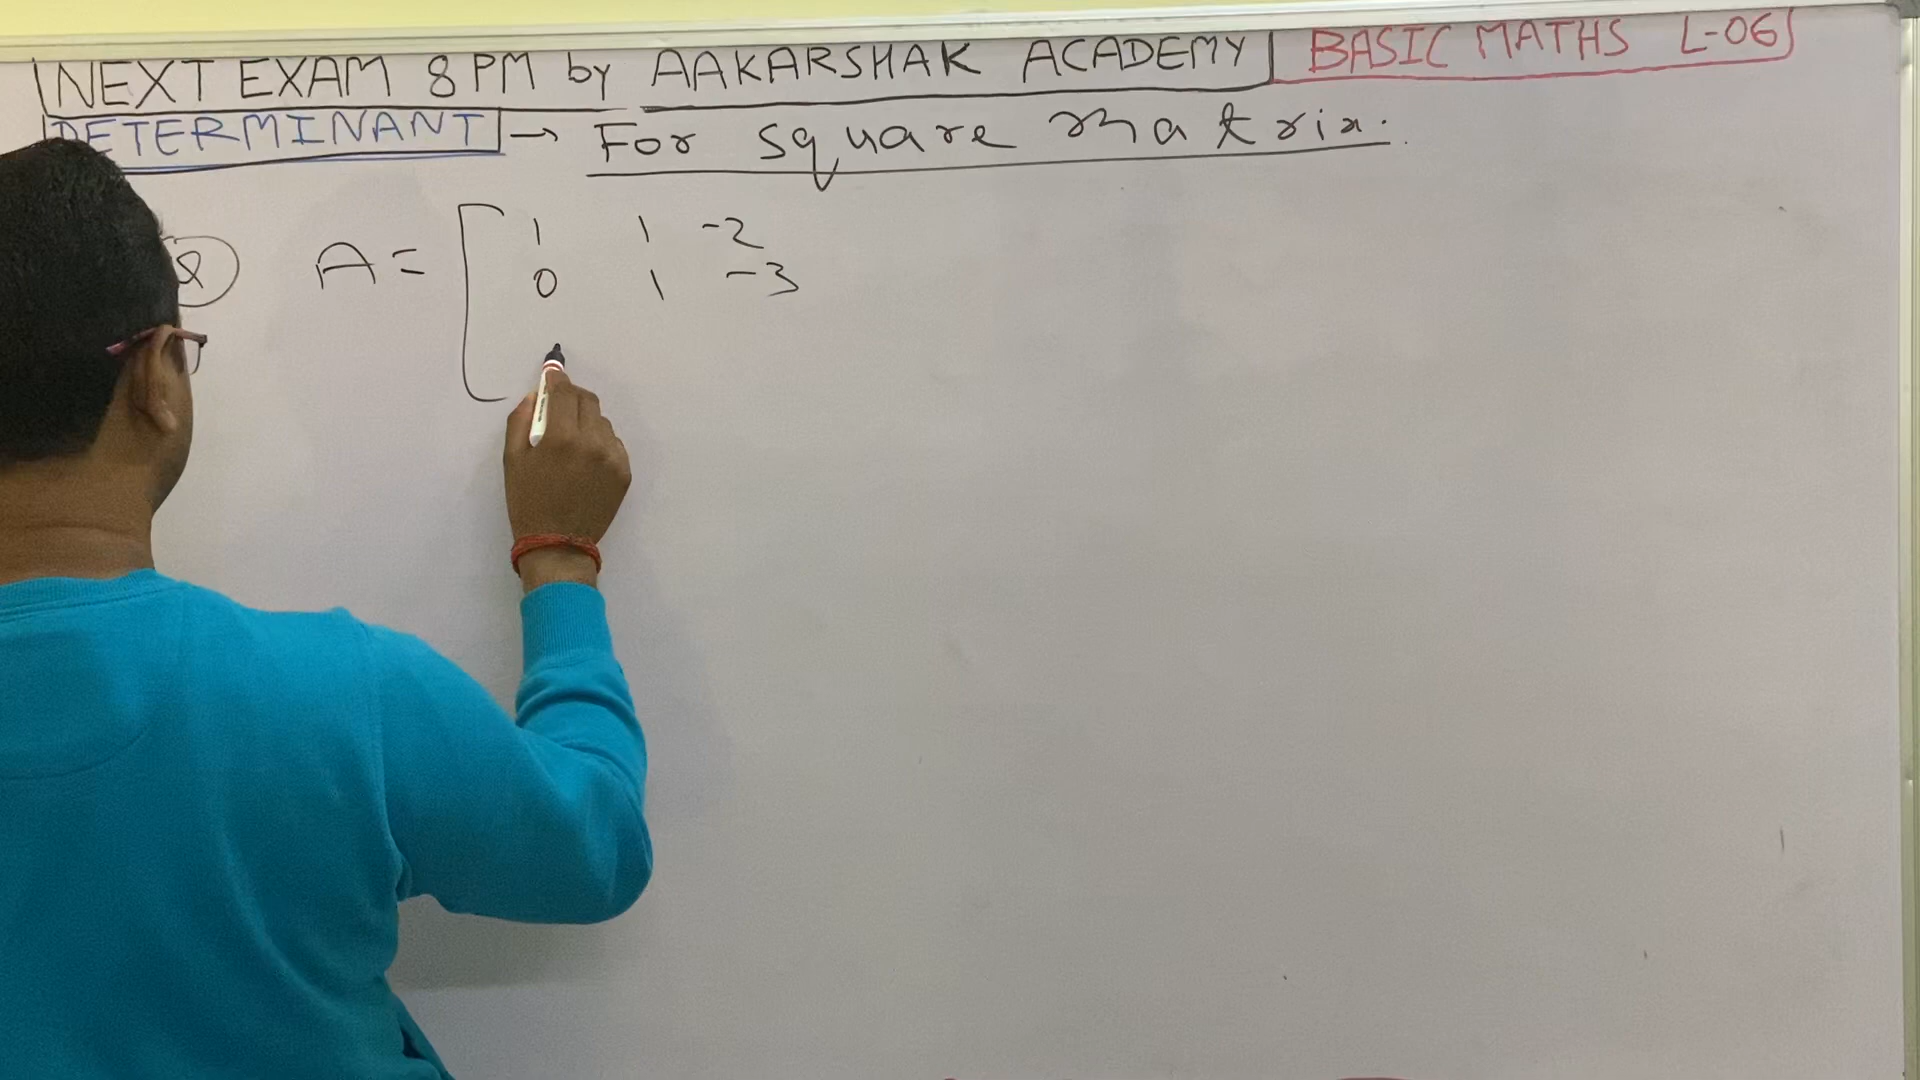 NEXT EXAM 8 PM by AAKARSHAK ACADEMY BASIC MATHS L-06
DETERMINANT → For square matrix.
Q A = [ 1 1 -2
0 1 -3